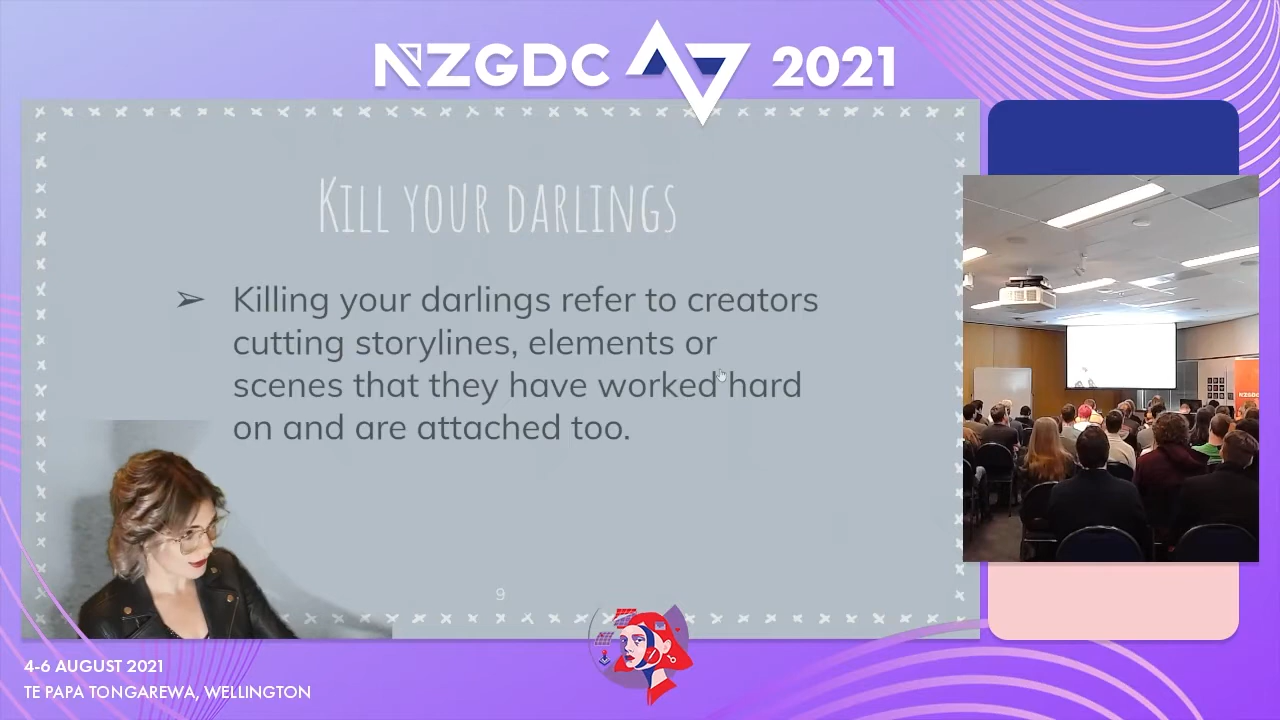 NZGDC 2021
KILL YOUR DARLINGS
➢ Killing your darlings refer to creators
cutting storylines, elements or
scenes that they have worked hard
on and are attached too.
9
NZGDC
4-6 AUGUST 2021
TE PAPA TONGAREWA, WELLINGTON